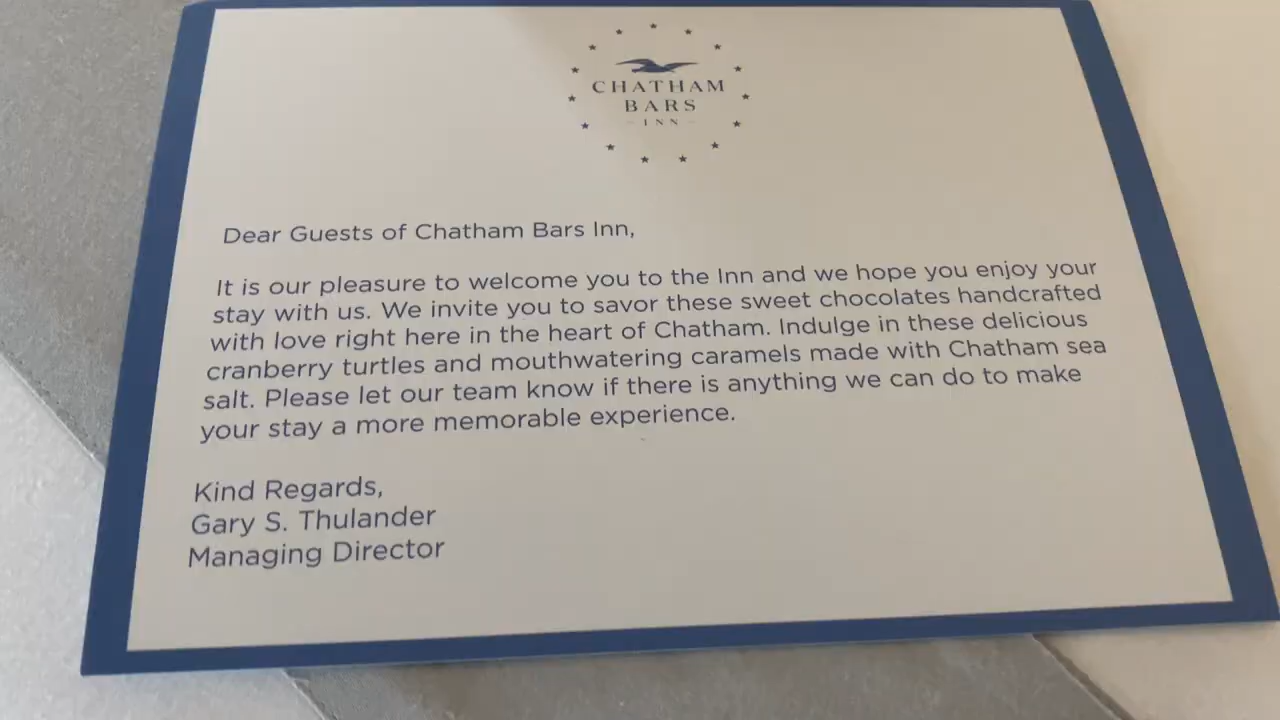 CHATHAM
BARS
- INN -
Dear Guests of Chatham Bars Inn,
It is our pleasure to welcome you to the Inn and we hope you enjoy your
stay with us. We invite you to savor these sweet chocolates handcrafted
with love right here in the heart of Chatham. Indulge in these delicious
cranberry turtles and mouthwatering caramels made with Chatham sea
salt. Please let our team know if there is anything we can do to make
your stay a more memorable experience.
Kind Regards,
Gary S. Thulander
Managing Director